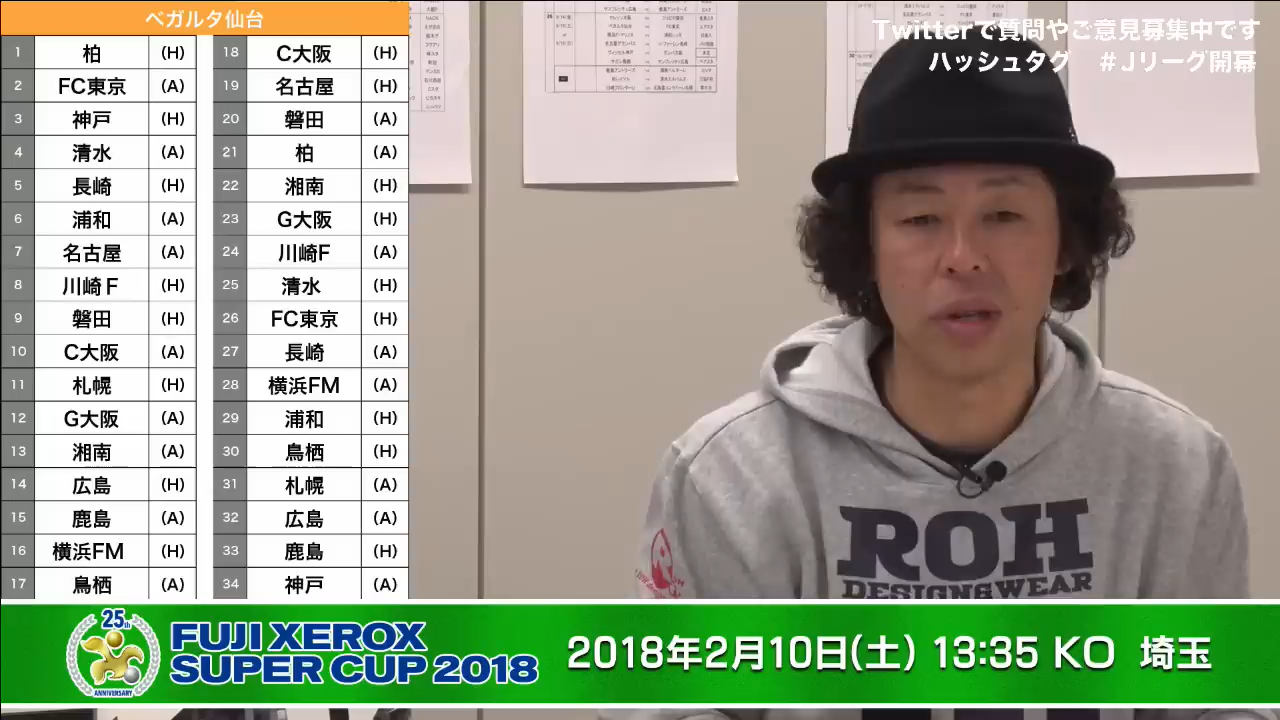 ベガルタ仙台
1 柏 (H)
2 FC東京 (A)
3 神戸 (H)
4 清水 (A)
5 長崎 (H)
6 浦和 (A)
7 名古屋 (A)
8 川崎F (H)
9 磐田 (H)
10 C大阪 (A)
11 札幌 (H)
12 G大阪 (A)
13 湘南 (A)
14 広島 (H)
15 鹿島 (A)
16 横浜FM (H)
17 鳥栖 (A)
18 C大阪 (H)
19 名古屋 (H)
20 磐田 (A)
21 柏 (A)
22 湘南 (H)
23 G大阪 (H)
24 川崎F (A)
25 清水 (H)
26 FC東京 (H)
27 長崎 (A)
28 横浜FM (A)
29 浦和 (H)
30 鳥栖 (H)
31 札幌 (A)
32 広島 (A)
33 鹿島 (H)
34 神戸 (A)
Twitterで質問やご意見募集中です
ハッシュタグ #Jリーグ開幕
ROH
DESIGNSWEAR
25th
ANNIVERSARY
FUJI XEROX
SUPER CUP 2018
2018年2月10日(土) 13:35 KO 埼玉